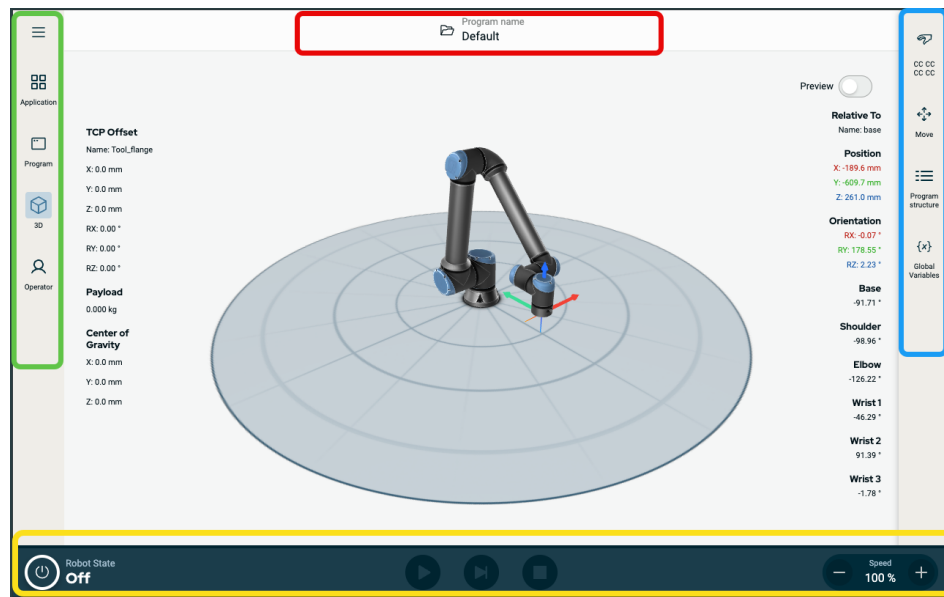 Program name
Default
Application
Program
3D
Operator
TCP Offset
Name: Tool_flange
X: 0.0 mm
Y: 0.0 mm
Z: 0.0 mm
RX: 0.00 °
RY: 0.00 °
RZ: 0.00 °
Payload
0.000 kg
Center of
Gravity
X: 0.0 mm
Y: 0.0 mm
Z: 0.0 mm
Preview
Relative To
Name: base
Position
X: -189.6 mm
Y: -609.7 mm
Z: 261.0 mm
Orientation
RX: -0.07 °
RY: 178.55 °
RZ: 2.23 °
Base
-91.71 °
Shoulder
-98.96 °
Elbow
-126.22 °
Wrist 1
-46.29 °
Wrist 2
91.39 °
Wrist 3
-1.78 °
CC CC
CC CC
Move
Program
structure
{x}
Global
Variables
Robot State
Off
Speed
100 %